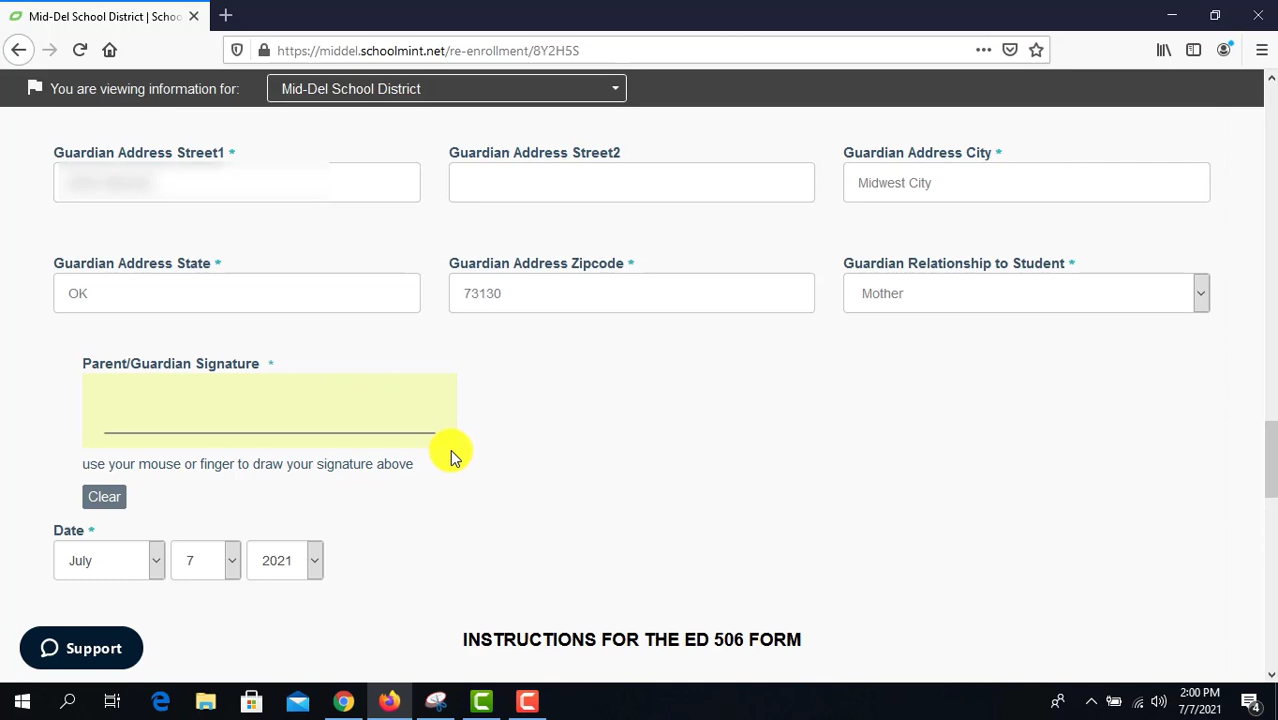 Mid-Del School District | Schoo
https://middel.schoolmint.net/re-enrollment/8Y2H5S
You are viewing information for:
Mid-Del School District
Guardian Address Street1 *
Guardian Address Street2
Guardian Address City *
Midwest City
Guardian Address State *
Guardian Address Zipcode *
Guardian Relationship to Student *
OK
73130
Mother
Parent/Guardian Signature *
use your mouse or finger to draw your signature above
Clear
Date *
July
7
2021
INSTRUCTIONS FOR THE ED 506 FORM
Support
2:00 PM
7/7/2021
4